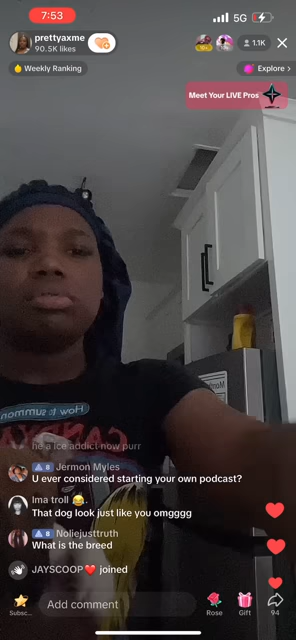 7:53
5G
prettyaxme
90.5K likes
1.1K
Weekly Ranking
Explore >
Meet Your LIVE Pros
he a ice addict now purr
8 Jermon Myles
U ever considered starting your own podcast?
Ima troll 😂.
That dog look just like you omgggg
8 Noliejusttruth
What is the breed
JAYSCOOP❤️ joined
Subsc...
Add comment
Rose
Gift
94